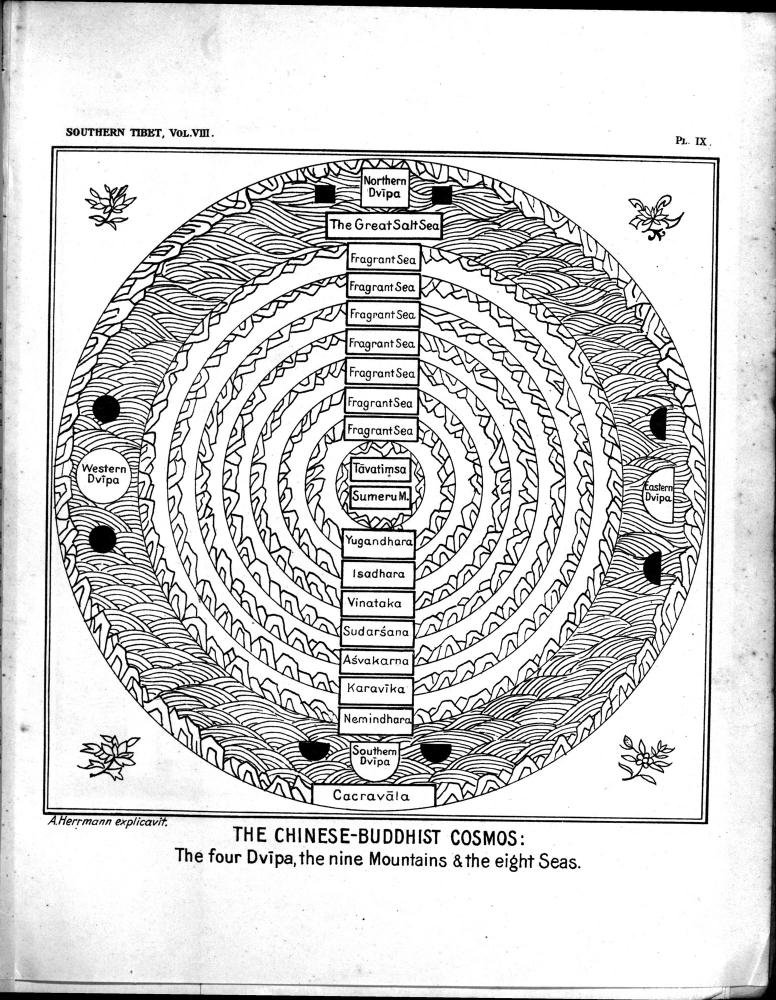 SOUTHERN TIBET, VOL.VIII.
PL. IX.
Northern
Dvīpa
The Great Salt Sea
Fragrant Sea
Fragrant Sea
Fragrant Sea
Fragrant Sea
Fragrant Sea
Fragrant Sea
Fragrant Sea
Western
Dvīpa
Tāvatiṃsa
Sumeru M.
Eastern
Dvīpa
Yugandhara
Isadhara
Vinataka
Sudarśana
Aśvakarna
Karavīka
Nemindhara
Southern
Dvīpa
Cacravāla
A.Herrmann explicavit.
THE CHINESE-BUDDHIST COSMOS:
The four Dvīpa, the nine Mountains & the eight Seas.